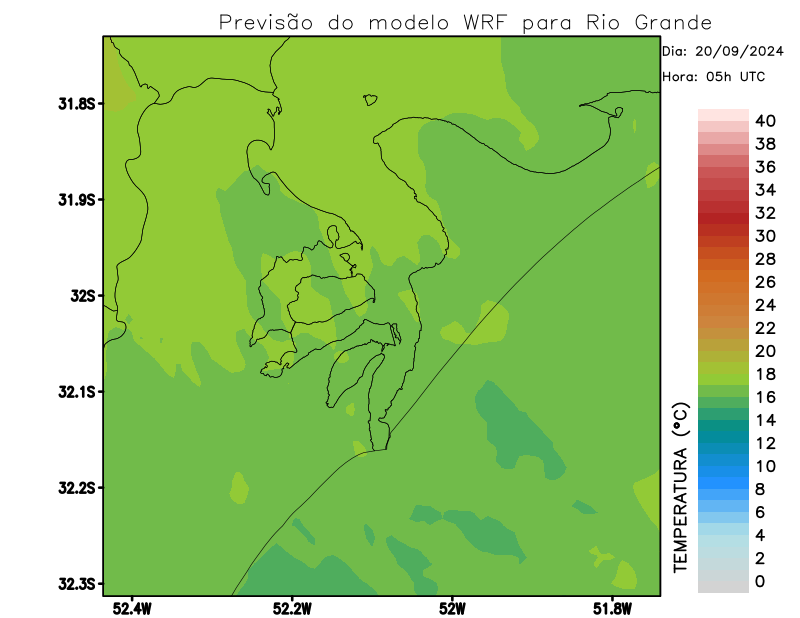 Previsão do modelo WRF para Rio Grande
Dia: 20/09/2024
Hora: 05h UTC
31.8S
31.9S
32S
32.1S
32.2S
32.3S
52.4W
52.2W
52W
51.8W
40
38
36
34
32
30
28
26
24
22
20
18
16
14
12
10
8
6
4
2
0
TEMPERATURA (°C)